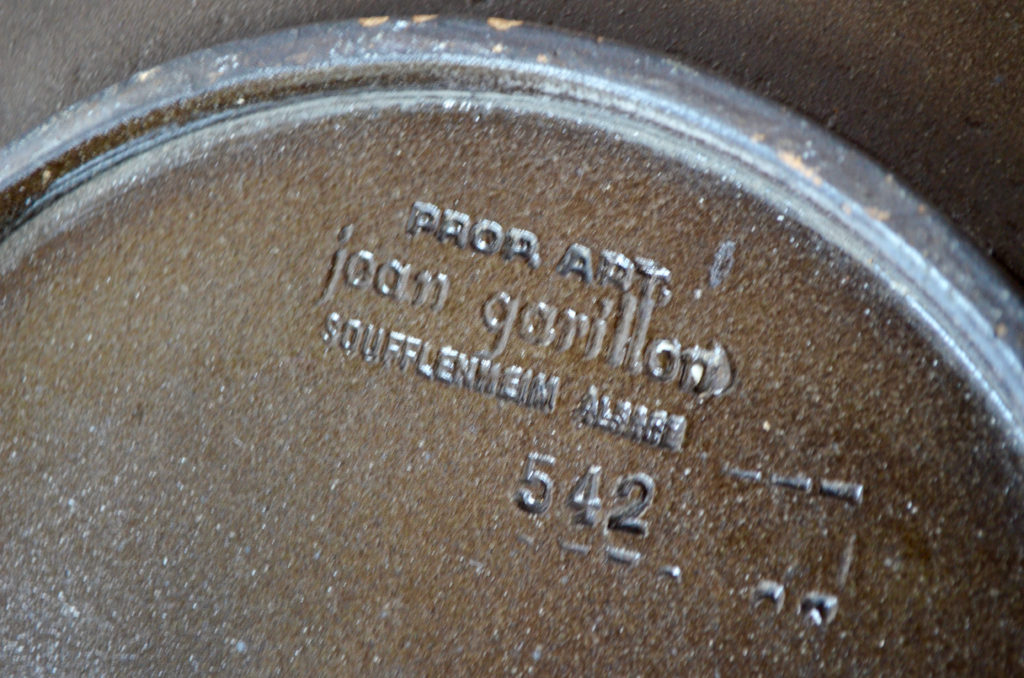 PROP. ART.
jean garillon
SOUFFLENHEIM ALSACE
542